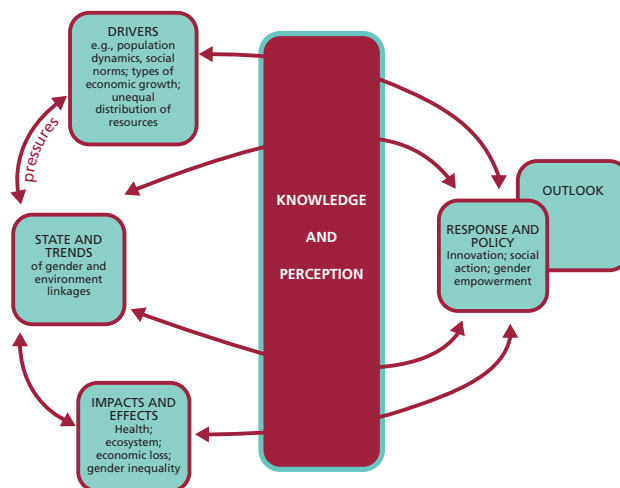 DRIVERS
e.g., population
dynamics, social
norms; types of
economic growth;
unequal
distribution of
resources
pressures
STATE AND
TRENDS
of gender and
environment
linkages
IMPACTS AND
EFFECTS
Health;
ecosystem;
economic loss;
gender inequality
KNOWLEDGE
AND
PERCEPTION
OUTLOOK
RESPONSE AND
POLICY
Innovation; social
action; gender
empowerment